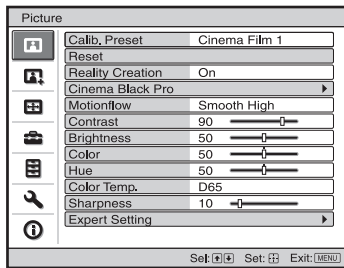 Picture
Calib. Preset Cinema Film 1
Reset
Reality Creation On
Cinema Black Pro
Motionflow Smooth High
Contrast 90
Brightness 50
Color 50
Hue 50
Color Temp. D65
Sharpness 10
Expert Setting
Sel: Set: Exit: MENU